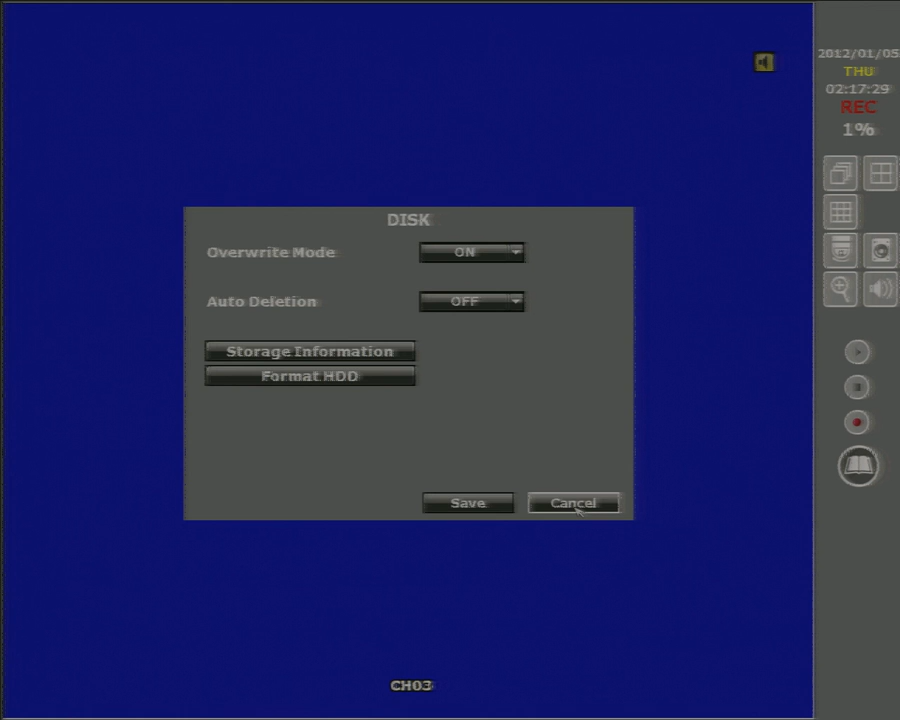 2012/01/05
THU
02:17:29
REC
1%
DISK
Overwrite Mode ON
Auto Deletion OFF
Storage Information
Format HDD
Save Cancel
CH03